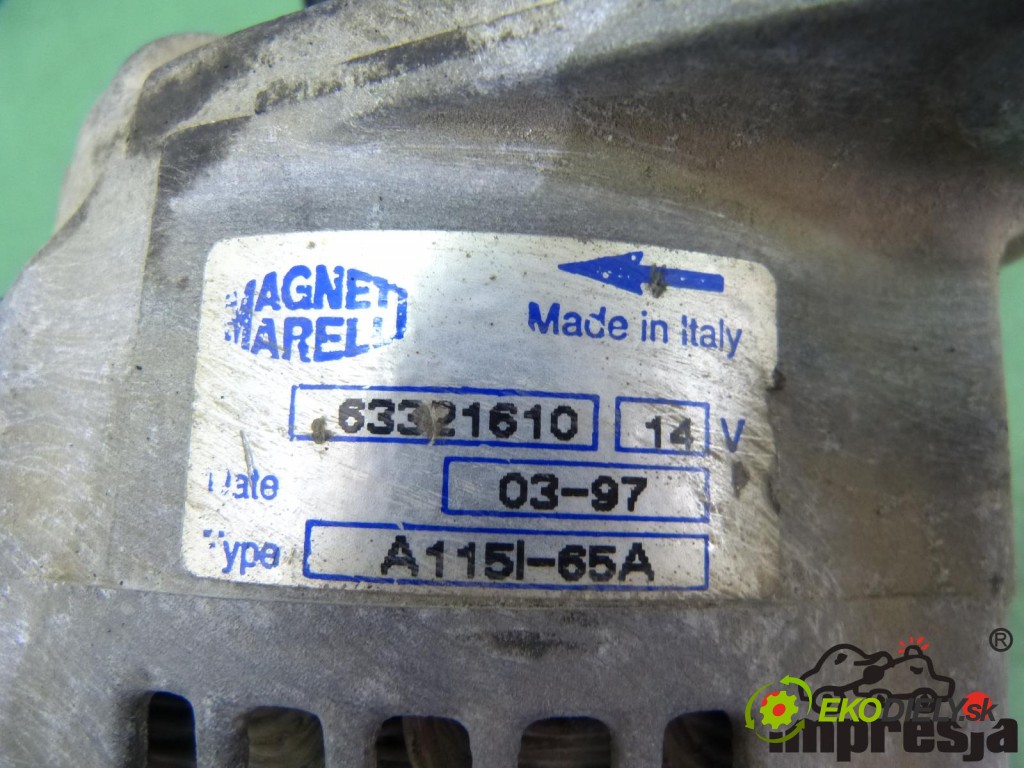 MAGNETI
MARELLI
Made in Italy
63321610
14 V
Date 03-97
Type A115I-65A
®
EKODIELY.sk
impresja